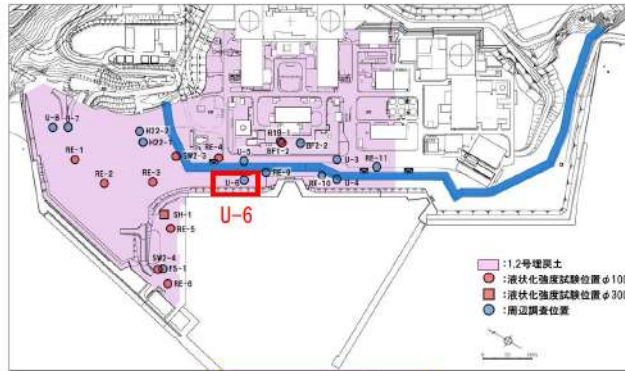 U-8
U-7
H22-2
H22-7
RE-1
RE-2
RE-3
SW2-3
RE-4
U-5
H19-1
BF1-2
BF2-2
U-3
RE-11
RE-9
RE-10
U-4
U-6
U-6
SH-1
RE-5
SW2-4
RE-6
:1,2号埋戻土
:液状化強度試験位置φ100
:液状化強度試験位置φ300
:周辺調査位置